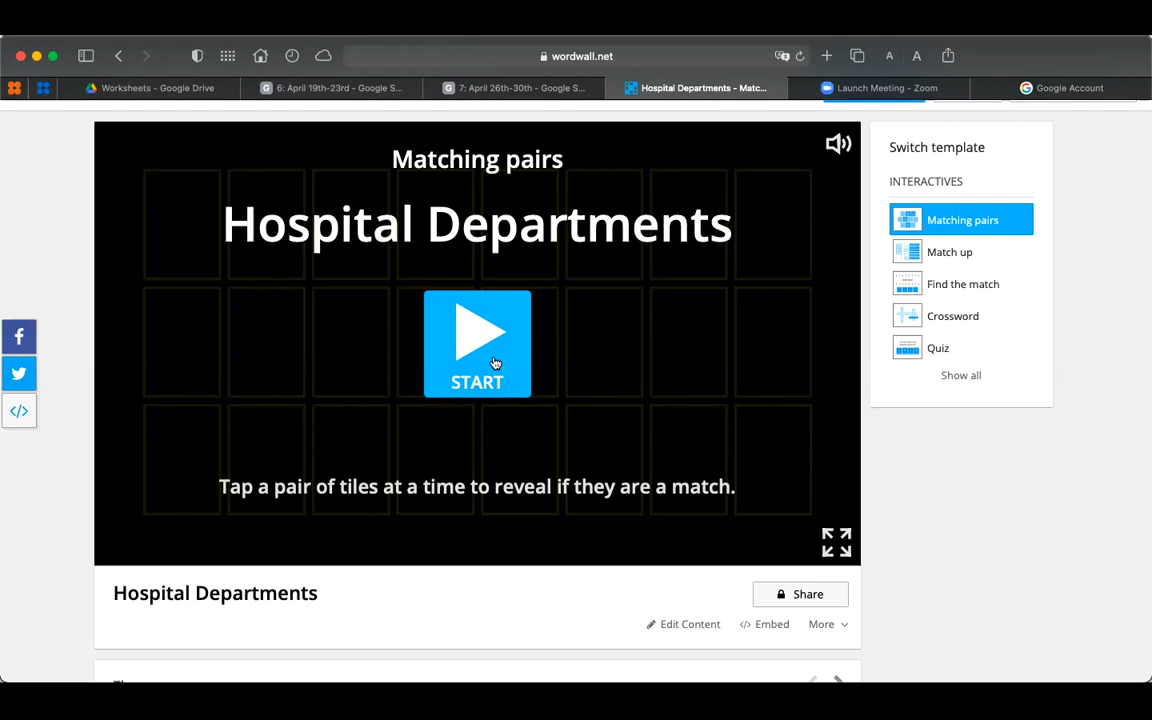 wordwall.net
A
A
Worksheets - Google Drive
6: April 19th-23rd - Google S...
7: April 26th-30th - Google S...
Hospital Departments - Matc...
Launch Meeting - Zoom
Google Account
Matching pairs
Hospital Departments
START
Tap a pair of tiles at a time to reveal if they are a match.
Switch template
INTERACTIVES
Matching pairs
Match up
Find the match
Crossword
Quiz
Show all
Hospital Departments
Share
Edit Content
Embed
More